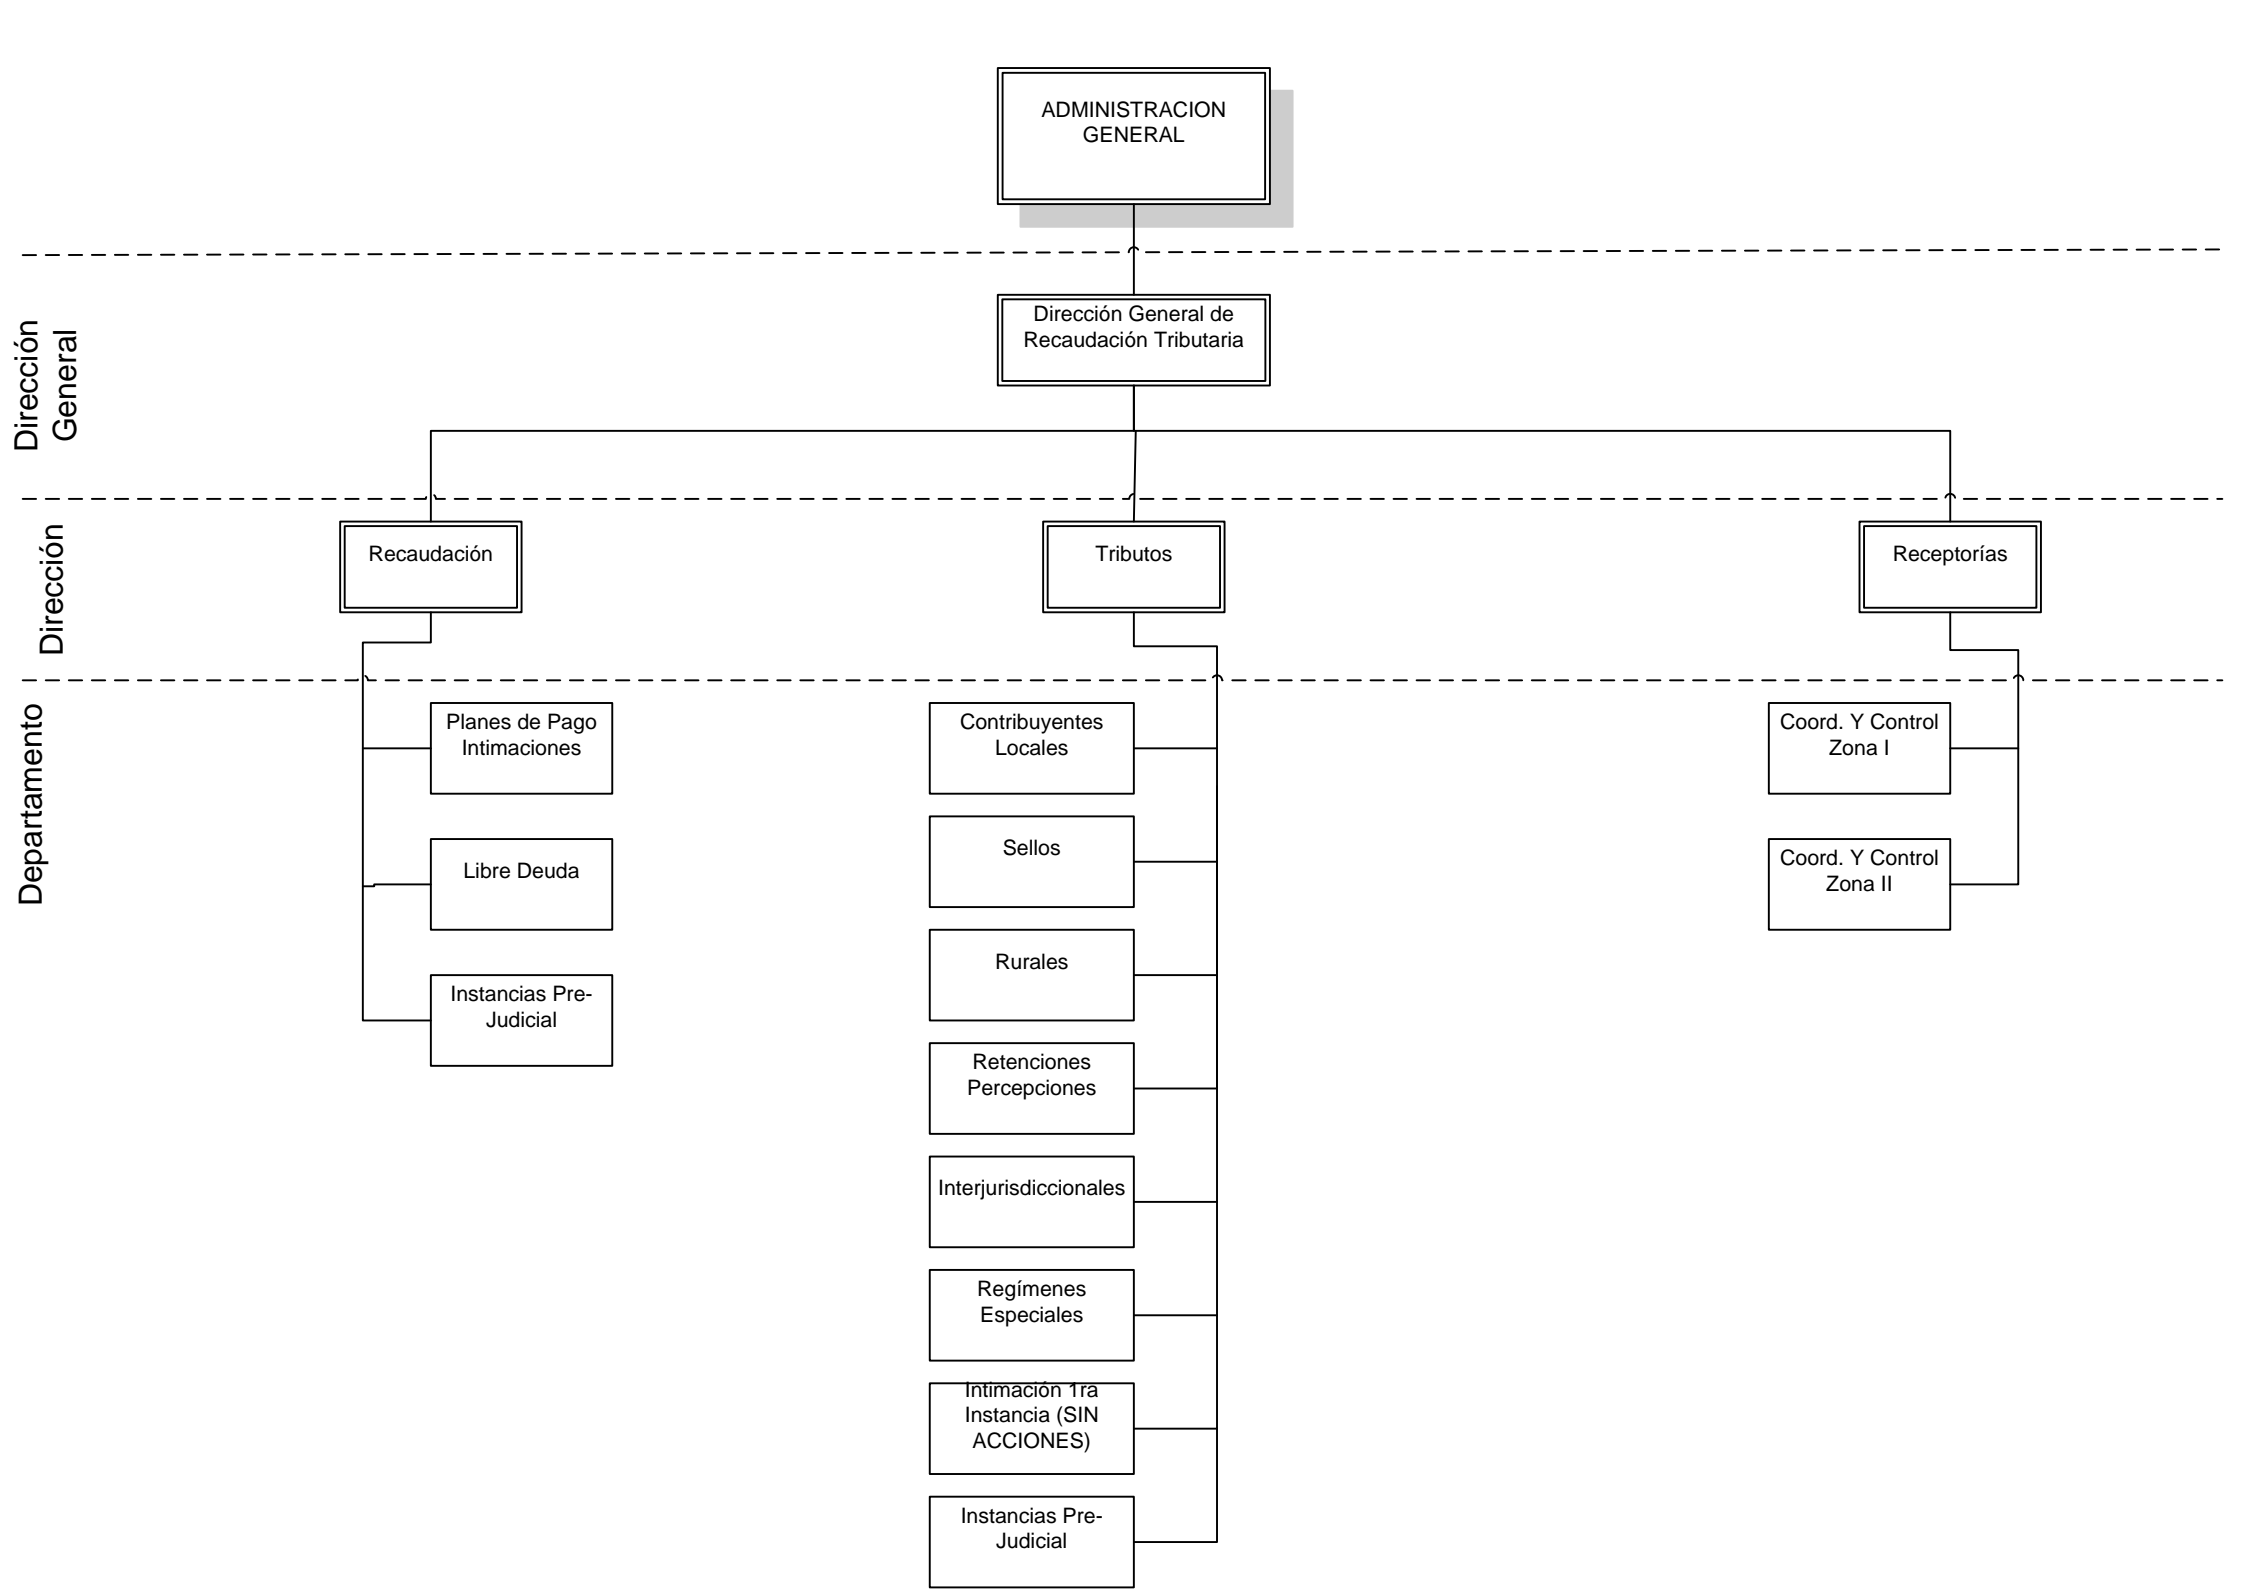 ADMINISTRACION
GENERAL
Dirección
General
Dirección General de
Recaudación Tributaria
Dirección
Recaudación
Tributos
Receptorías
Departamento
Planes de Pago
Intimaciones
Libre Deuda
Instancias Pre-
Judicial
Contribuyentes
Locales
Sellos
Rurales
Retenciones
Percepciones
Interjurisdiccionales
Regímenes
Especiales
Intimación 1ra
Instancia (SIN
ACCIONES)
Instancias Pre-
Judicial
Coord. Y Control
Zona I
Coord. Y Control
Zona II